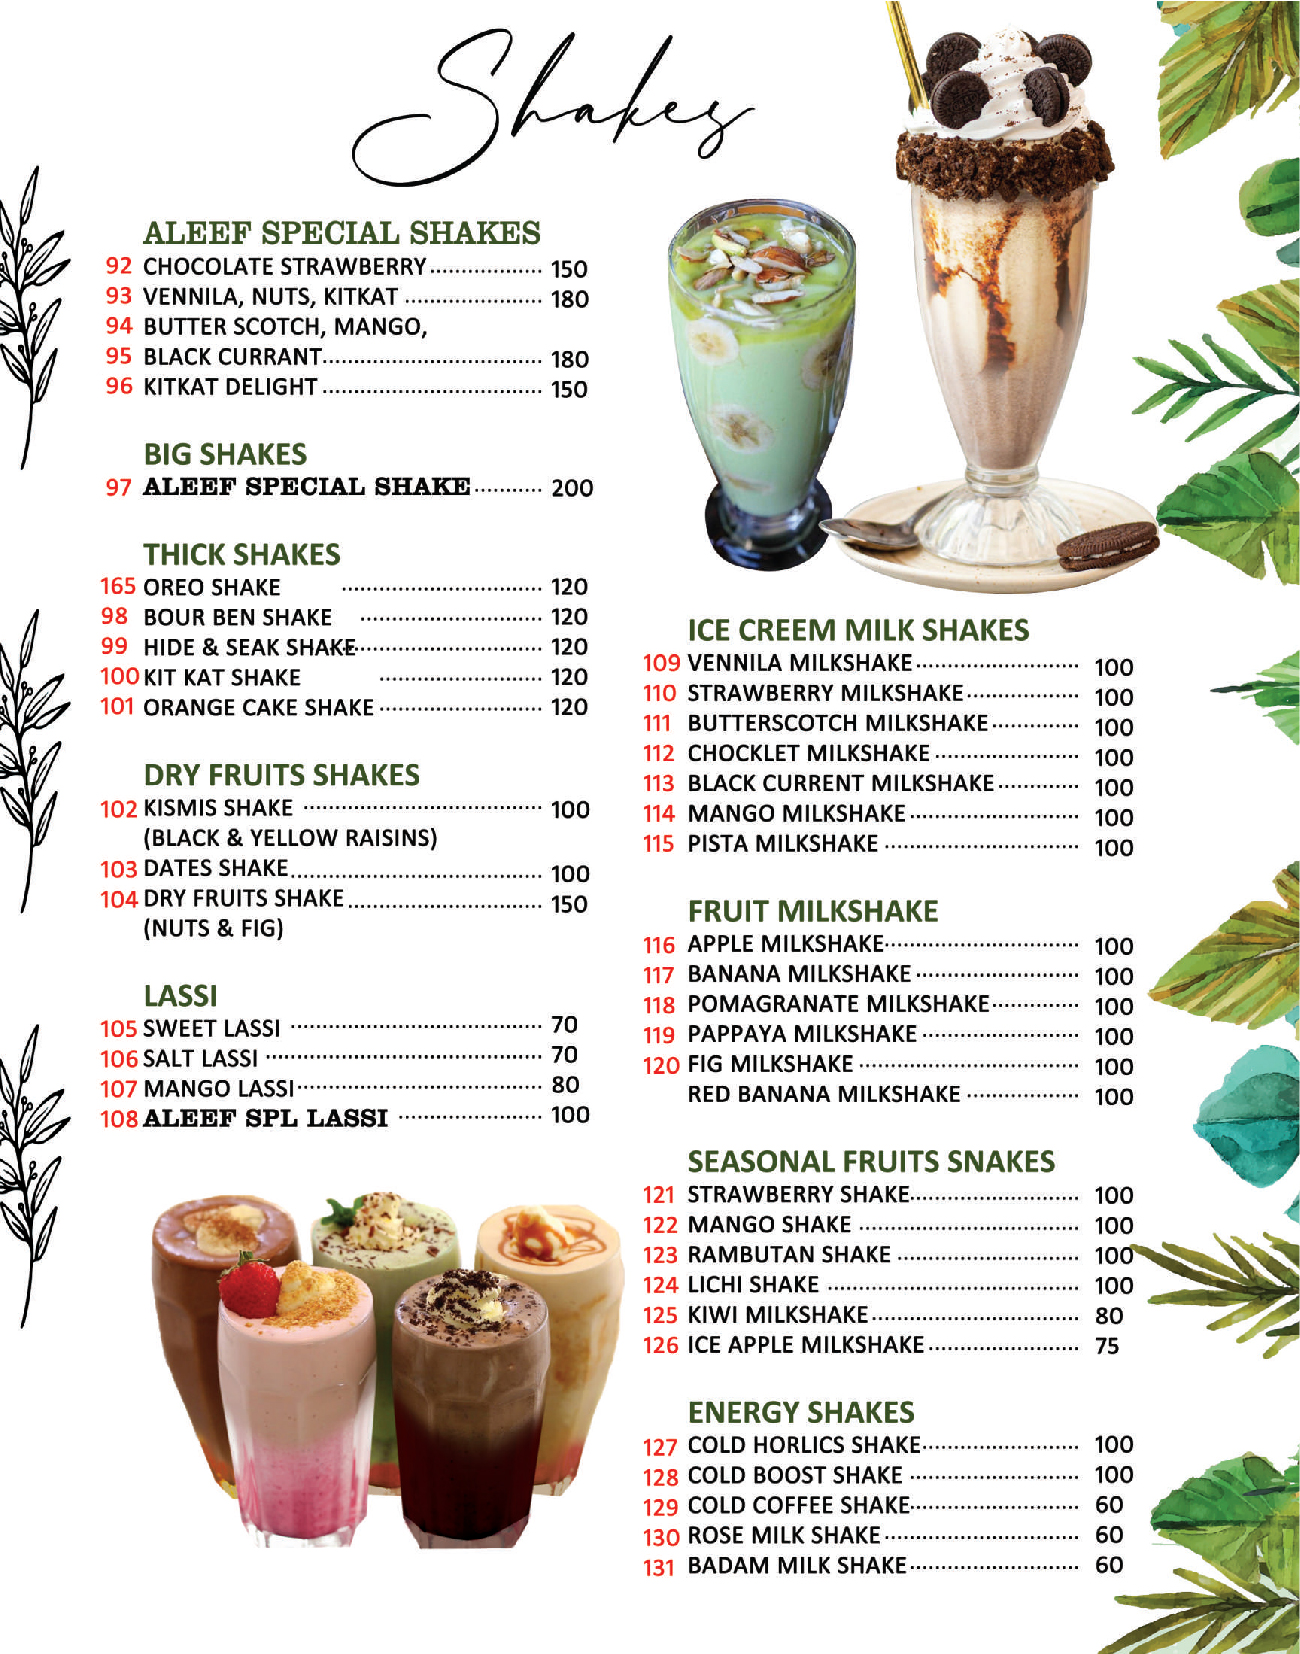 Shakes
ALEEF SPECIAL SHAKES
92 CHOCOLATE STRAWBERRY 150
93 VENNILA, NUTS, KITKAT 180
94 BUTTER SCOTCH, MANGO,
95 BLACK CURRANT 180
96 KITKAT DELIGHT 150
BIG SHAKES
97 ALEEF SPECIAL SHAKE 200
THICK SHAKES
165 OREO SHAKE 120
98 BOUR BEN SHAKE 120
99 HIDE & SEAK SHAKE 120
100 KIT KAT SHAKE 120
101 ORANGE CAKE SHAKE 120
DRY FRUITS SHAKES
102 KISMIS SHAKE 100
(BLACK & YELLOW RAISINS)
103 DATES SHAKE 100
104 DRY FRUITS SHAKE 150
(NUTS & FIG)
LASSI
105 SWEET LASSI 70
106 SALT LASSI 70
107 MANGO LASSI 80
108 ALEEF SPL LASSI 100
ICE CREEM MILK SHAKES
109 VENNILA MILKSHAKE 100
110 STRAWBERRY MILKSHAKE 100
111 BUTTERSCOTCH MILKSHAKE 100
112 CHOCKLET MILKSHAKE 100
113 BLACK CURRENT MILKSHAKE 100
114 MANGO MILKSHAKE 100
115 PISTA MILKSHAKE 100
FRUIT MILKSHAKE
116 APPLE MILKSHAKE 100
117 BANANA MILKSHAKE 100
118 POMAGRANATE MILKSHAKE 100
119 PAPPAYA MILKSHAKE 100
120 FIG MILKSHAKE 100
RED BANANA MILKSHAKE 100
SEASONAL FRUITS SNAKES
121 STRAWBERRY SHAKE 100
122 MANGO SHAKE 100
123 RAMBUTAN SHAKE 100
124 LICHI SHAKE 100
125 KIWI MILKSHAKE 80
126 ICE APPLE MILKSHAKE 75
ENERGY SHAKES
127 COLD HORLICS SHAKE 100
128 COLD BOOST SHAKE 100
129 COLD COFFEE SHAKE 60
130 ROSE MILK SHAKE 60
131 BADAM MILK SHAKE 60